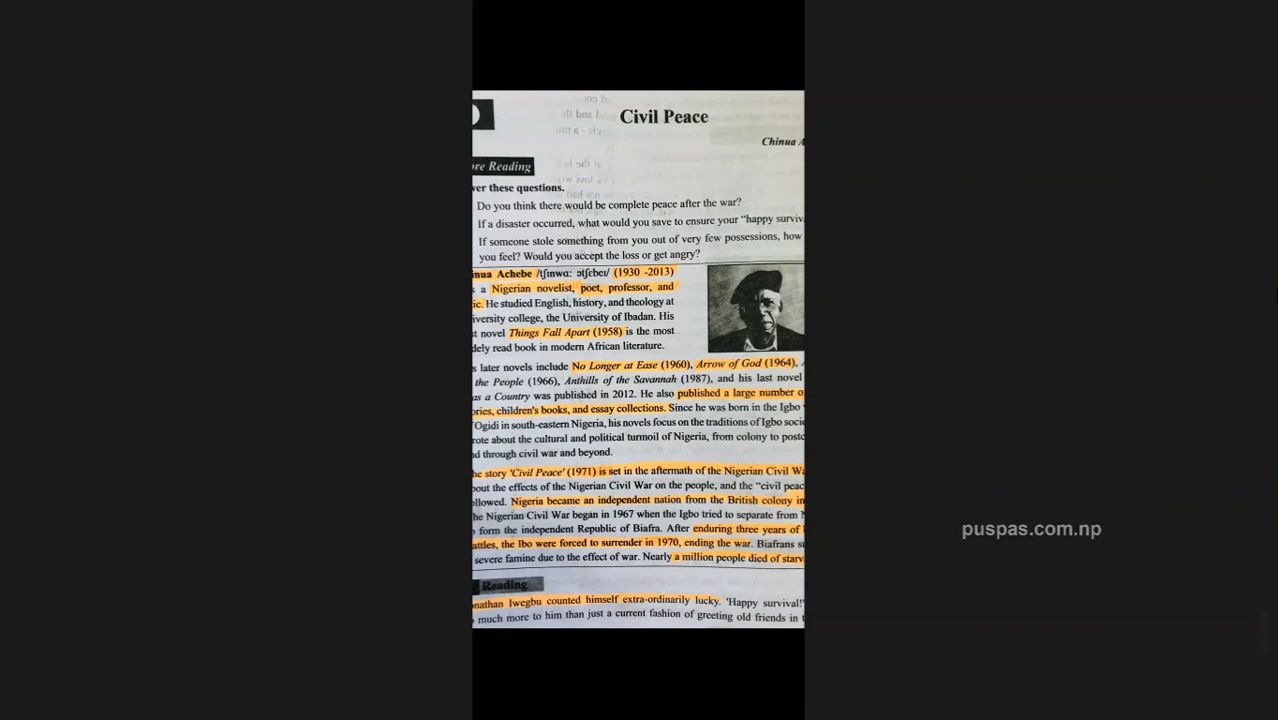 Civil Peace
Chinua A
re Reading
ver these questions.
Do you think there would be complete peace after the war?
If a disaster occurred, what would you save to ensure your "happy surviv
If someone stole something from you out of very few possessions, how
you feel? Would you accept the loss or get angry?
nua Achebe /tʃɪnwɑː ətʃɛbeɪ/ (1930 -2013)
s a Nigerian novelist, poet, professor, and
ic. He studied English, history, and theology at
iversity college, the University of Ibadan. His
t novel Things Fall Apart (1958) is the most
dely read book in modern African literature.
s later novels include No Longer at Ease (1960), Arrow of God (1964),
the People (1966), Anthills of the Savannah (1987), and his last novel
as a Country was published in 2012. He also published a large number o
ories, children's books, and essay collections. Since he was born in the Igbo
Ogidi in south-eastern Nigeria, his novels focus on the traditions of Igbo socie
rote about the cultural and political turmoil of Nigeria, from colony to postc
d through civil war and beyond.
he story 'Civil Peace' (1971) is set in the aftermath of the Nigerian Civil Wa
bout the effects of the Nigerian Civil War on the people, and the "civil peac
llowed. Nigeria became an independent nation from the British colony in
he Nigerian Civil War began in 1967 when the Igbo tried to separate from N
form the independent Republic of Biafra. After enduring three years of
attles, the Ibo were forced to surrender in 1970, ending the war. Biafrans su
severe famine due to the effect of war. Nearly a million people died of starv
Reading
nathan Iwegbu counted himself extra-ordinarily lucky. 'Happy survival!'
much more to him than just a current fashion of greeting old friends in t
puspas.com.np